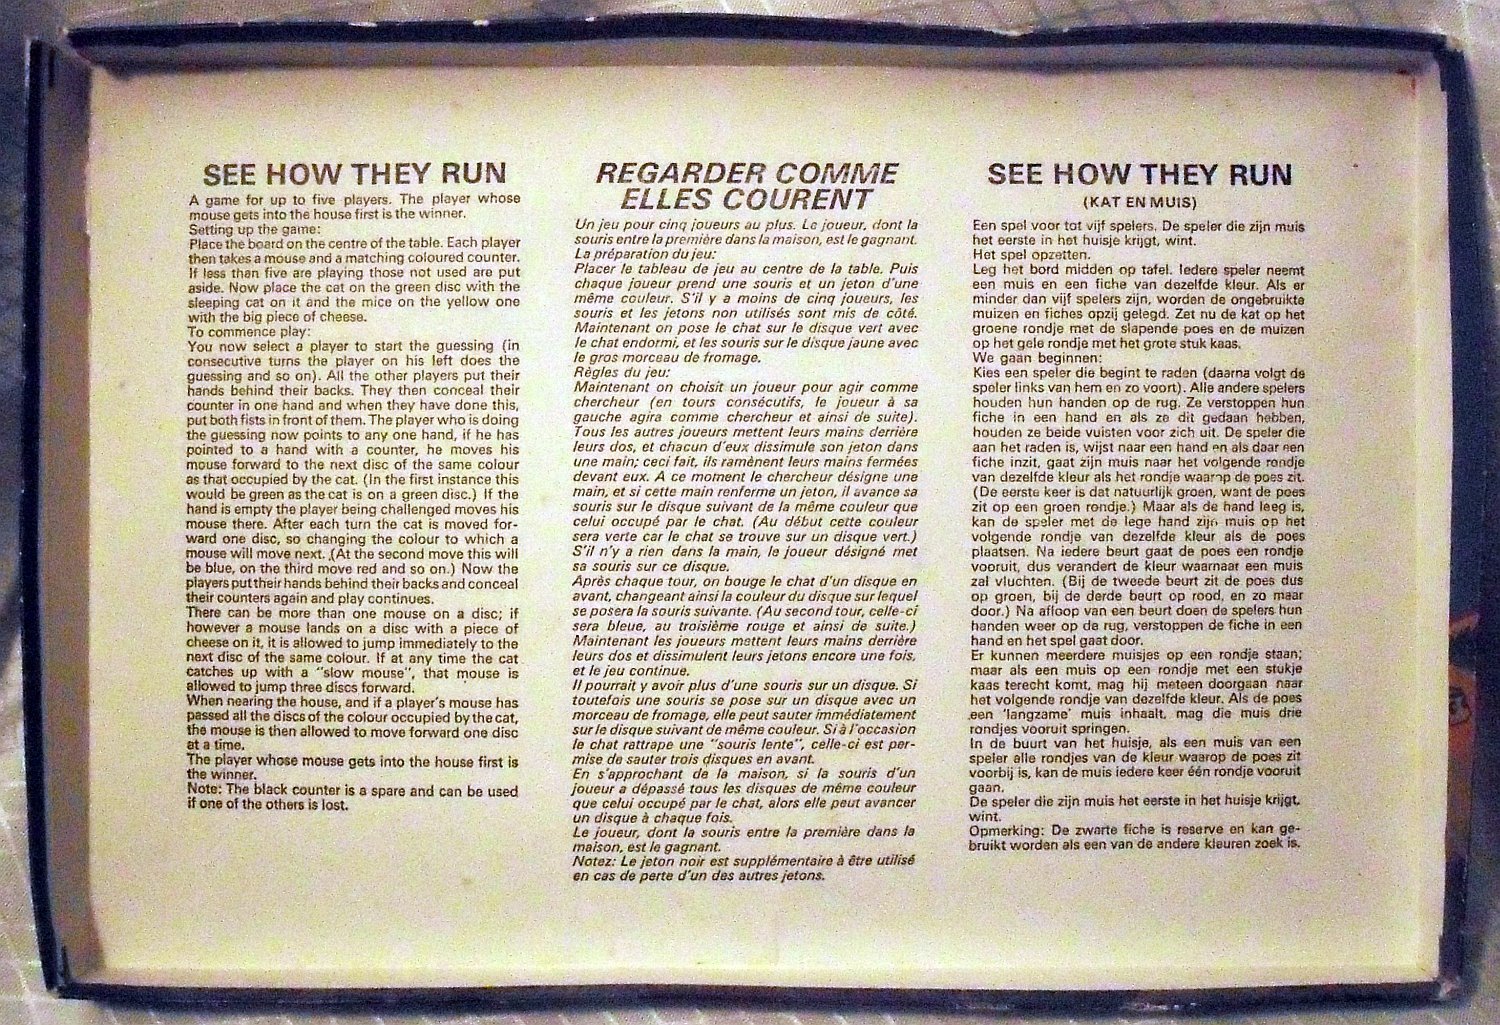 SEE HOW THEY RUN
A game for up to five players. The player whose
mouse gets into the house first is the winner.
Setting up the game:
Place the board on the centre of the table. Each player
then takes a mouse and a matching coloured counter.
If less than five are playing those not used are put
aside. Now place the cat on the green disc with the
sleeping cat on it and the mice on the yellow one
with the big piece of cheese.
To commence play:
You now select a player to start the guessing (in
consecutive turns the player on his left does the
guessing and so on). All the other players put their
hands behind their backs. They then conceal their
counter in one hand and when they have done this,
put both fists in front of them. The player who is doing
the guessing now points to any one hand, if he has
pointed to a hand with a counter, he moves his
mouse forward to the next disc of the same colour
as that occupied by the cat. (In the first instance this
would be green as the cat is on a green disc.) If the
hand is empty the player being challenged moves his
mouse there. After each turn the cat is moved for-
ward one disc, so changing the colour to which a
mouse will move next. (At the second move this will
be blue, on the third move red and so on.) Now the
players put their hands behind their backs and conceal
their counters again and play continues.
There can be more than one mouse on a disc; if
however a mouse lands on a disc with a piece of
cheese on it, it is allowed to jump immediately to the
next disc of the same colour. If at any time the cat
catches up with a "slow mouse", that mouse is
allowed to jump three discs forward.
When nearing the house, and if a player's mouse has
passed all the discs of the colour occupied by the cat,
the mouse is then allowed to move forward one disc
at a time.
The player whose mouse gets into the house first is
the winner.
Note: The black counter is a spare and can be used
if one of the others is lost.
REGARDER COMME
ELLES COURENT
Un jeu pour cinq joueurs au plus. Le joueur, dont la
souris entre la première dans la maison, est le gagnant.
La préparation du jeu:
Placer le tableau de jeu au centre de la table. Puis
chaque joueur prend une souris et un jeton d'une
même couleur. S'il y a moins de cinq joueurs, les
souris et les jetons non utilisés sont mis de côté.
Maintenant on pose le chat sur le disque vert avec
le chat endormi, et les souris sur le disque jaune avec
le gros morceau de fromage.
Règles du jeu:
Maintenant on choisit un joueur pour agir comme
chercheur (en tours consécutifs, le joueur à sa
gauche agira comme chercheur et ainsi de suite).
Tous les autres joueurs mettent leurs mains derrière
leurs dos, et chacun d'eux dissimule son jeton dans
une main; ceci fait, ils ramènent leurs mains fermées
devant eux. A ce moment le chercheur désigne une
main, et si cette main renferme un jeton, il avance sa
souris sur le disque suivant de la même couleur que
celui occupé par le chat. (Au début cette couleur
sera verte car le chat se trouve sur un disque vert.)
S'il n'y a rien dans la main, le joueur désigné met
sa souris sur ce disque.
Après chaque tour, on bouge le chat d'un disque en
avant, changeant ainsi la couleur du disque sur lequel
se posera la souris suivante. (Au second tour, celle-ci
sera bleue, au troisième rouge et ainsi de suite.)
Maintenant les joueurs mettent leurs mains derrière
leurs dos et dissimulent leurs jetons encore une fois,
et le jeu continue.
Il pourrait y avoir plus d'une souris sur un disque. Si
toutefois une souris se pose sur un disque avec un
morceau de fromage, elle peut sauter immédiatement
sur le disque suivant de même couleur. Si à l'occasion
le chat rattrape une "souris lente", celle-ci est per-
mise de sauter trois disques en avant.
En s'approchant de la maison, si la souris d'un
joueur a dépassé tous les disques de même couleur
que celui occupé par le chat, alors elle peut avancer
un disque à chaque fois.
Le joueur, dont la souris entre la première dans la
maison, est le gagnant.
Notez: Le jeton noir est supplémentaire à être utilisé
en cas de perte d'un des autres jetons.
SEE HOW THEY RUN
(KAT EN MUIS)
Een spel voor tot vijf spelers. De speler die zijn muis
het eerste in het huisje krijgt, wint.
Het spel opzetten.
Leg het bord midden op tafel. Iedere speler neemt
een muis en een fiche van dezelfde kleur. Als er
minder dan vijf spelers zijn, worden de ongebruikte
muizen en fiches opzij gelegd. Zet nu de kat op het
groene rondje met de slapende poes en de muizen
op het gele rondje met het grote stuk kaas.
We gaan beginnen:
Kies een speler die begint te raden (daarna volgt de
speler links van hem en zo voort). Alle andere spelers
houden hun handen op de rug. Ze verstoppen hun
fiche in een hand en als ze dit gedaan hebben,
houden ze beide vuisten voor zich uit. De speler die
aan het raden is, wijst naar een hand en als daar een
fiche inzit, gaat zijn muis naar het volgende rondje
van dezelfde kleur als het rondje waarop de poes zit.
(De eerste keer is dat natuurlijk groen, want de poes
zit op een groen rondje.) Maar als de hand leeg is,
kan de speler met de lege hand zijn muis op het
volgende rondje van dezelfde kleur als de poes
plaatsen. Na iedere beurt gaat de poes een rondje
vooruit, dus verandert de kleur waarnaar een muis
zal vluchten. (Bij de tweede beurt zit de poes dus
op groen, bij de derde beurt op rood, en zo maar
door.) Na afloop van een beurt doen de spelers hun
handen weer op de rug, verstoppen de fiche in een
hand en het spel gaat door.
Er kunnen meerdere muisjes op een rondje staan;
maar als een muis op een rondje met een stukje
kaas terecht komt, mag hij meteen doorgaan naar
het volgende rondje van dezelfde kleur. Als de poes
een 'langzame' muis inhaalt, mag die muis drie
rondjes vooruit springen.
In de buurt van het huisje, als een muis van een
speler alle rondjes van de kleur waarop de poes zit
voorbij is, kan de muis iedere keer één rondje vooruit
gaan.
De speler die zijn muis het eerste in het huisje krijgt,
wint.
Opmerking: De zwarte fiche is reserve en kan ge-
bruikt worden als een van de andere kleuren zoek is.